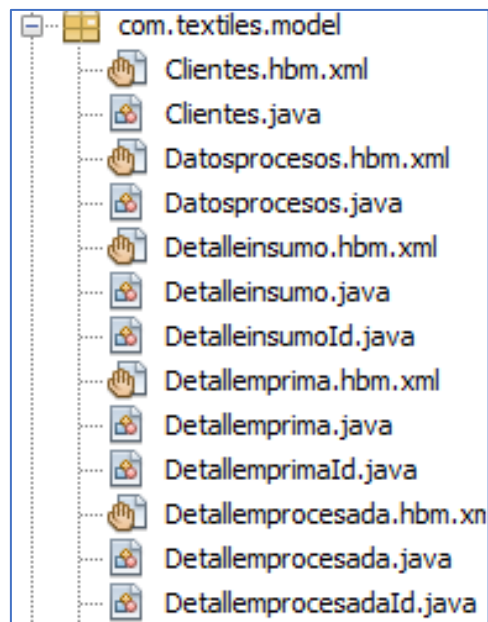 com.textiles.model
Clientes.hbm.xml
Clientes.java
Datosprocesos.hbm.xml
Datosprocesos.java
Detalleinsumo.hbm.xml
Detalleinsumo.java
DetalleinsumoId.java
Detallemprima.hbm.xml
Detallemprima.java
DetallemprimaId.java
Detallemprocesada.hbm.xm
Detallemprocesada.java
DetallemprocesadaId.java